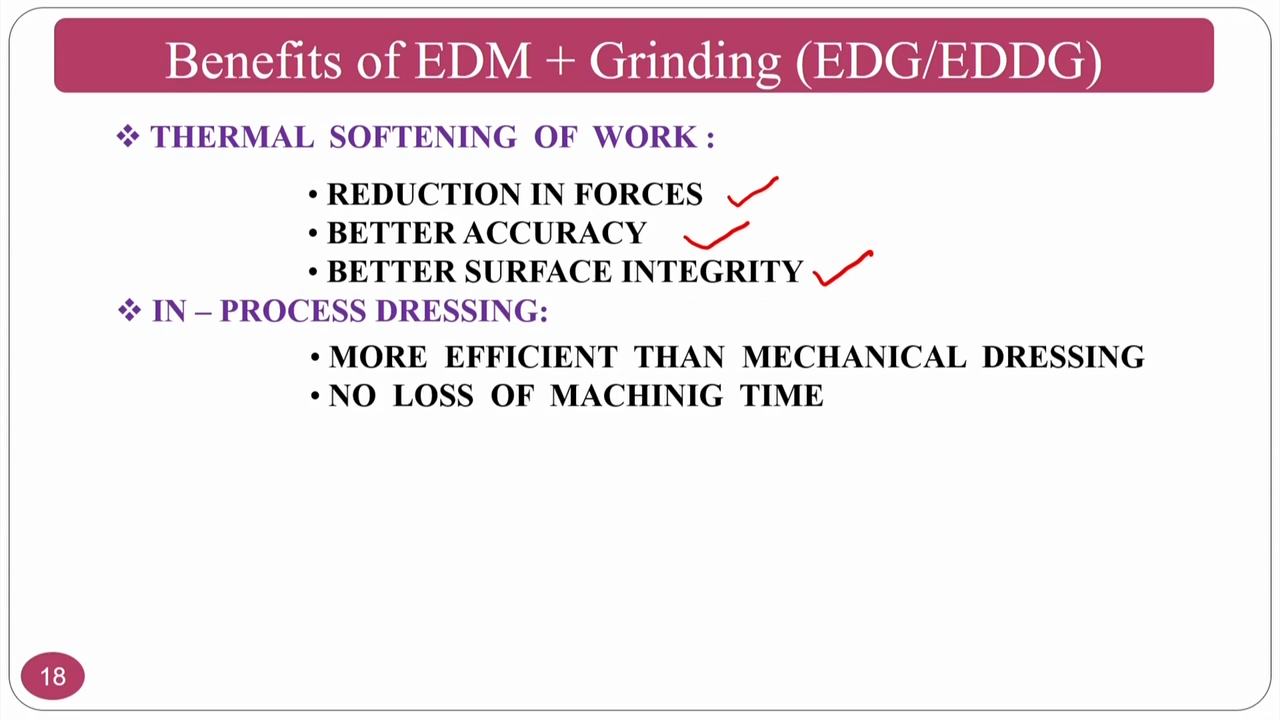 Benefits of EDM + Grinding (EDG/EDDG)
❖ THERMAL SOFTENING OF WORK :
• REDUCTION IN FORCES
• BETTER ACCURACY
• BETTER SURFACE INTEGRITY
❖ IN – PROCESS DRESSING:
• MORE EFFICIENT THAN MECHANICAL DRESSING
• NO LOSS OF MACHINIG TIME
18